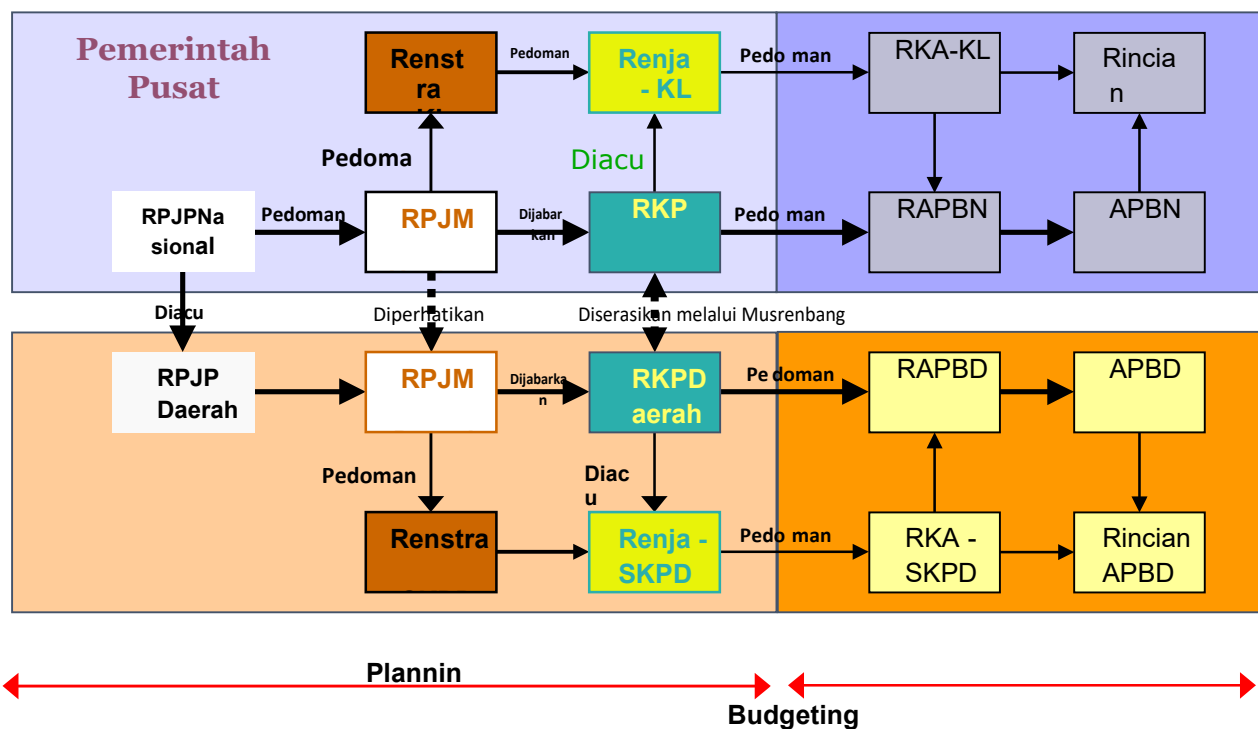 Pemerintah
Pusat
Renst
ra
Pedoman
Renja
- KL
Pedo man
RKA-KL
Rincia
n
Pedoma
Diacu
RPJPNa
sional
Pedoman
RPJM
Dijabar
kan
RKP
Pedo man
RAPBN
APBN
Diacu
Diperhatikan
Diserasikan melalui Musrenbang
RPJP
Daerah
RPJM
Dijabarka
n
RKPD
aerah
Pe doman
RAPBD
APBD
Pedoman
Diac
u
Renstra
Renja -
SKPD
Pedo man
RKA -
SKPD
Rincian
APBD
Plannin
Budgeting